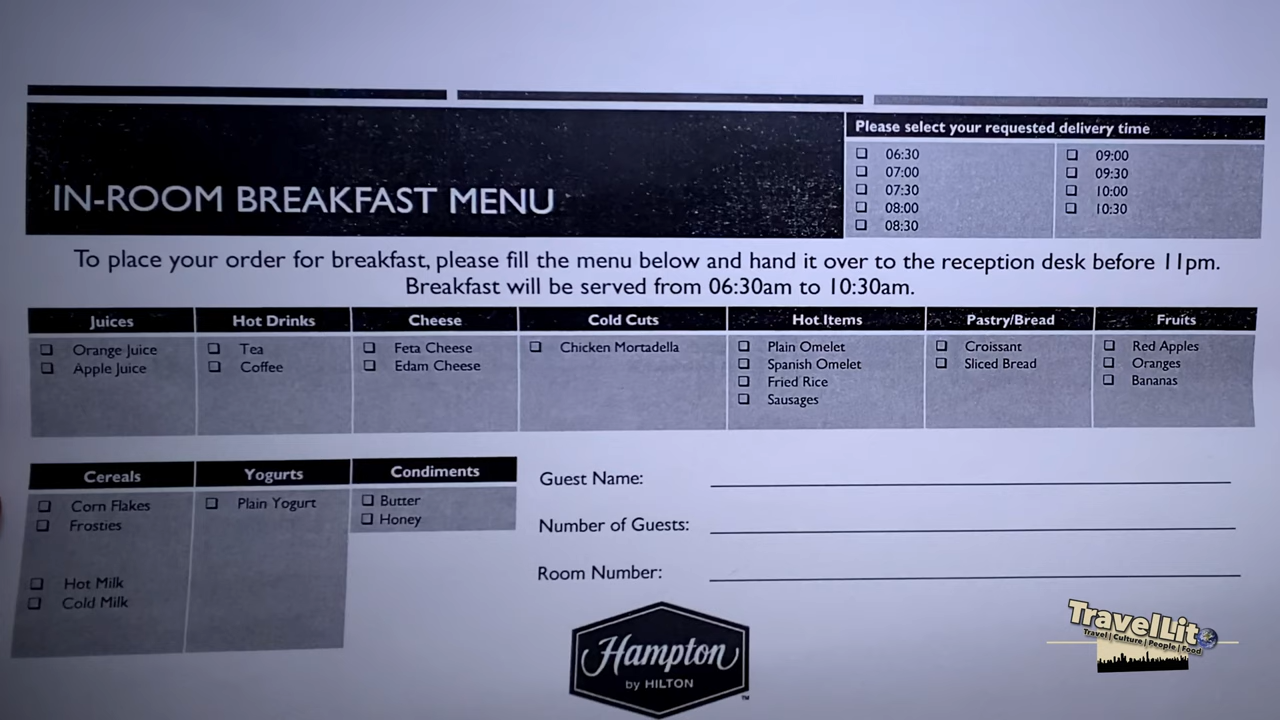 Please select your requested delivery time
❑ 06:30
❑ 07:00
❑ 07:30
❑ 08:00
❑ 08:30
❑ 09:00
❑ 09:30
❑ 10:00
❑ 10:30
IN-ROOM BREAKFAST MENU
To place your order for breakfast, please fill the menu below and hand it over to the reception desk before 11pm.
Breakfast will be served from 06:30am to 10:30am.
Juices
❑ Orange Juice
❑ Apple Juice
Hot Drinks
❑ Tea
❑ Coffee
Cheese
❑ Feta Cheese
❑ Edam Cheese
Cold Cuts
❑ Chicken Mortadella
Hot Items
❑ Plain Omelet
❑ Spanish Omelet
❑ Fried Rice
❑ Sausages
Pastry/Bread
❑ Croissant
❑ Sliced Bread
Fruits
❑ Red Apples
❑ Oranges
❑ Bananas
Cereals
❑ Corn Flakes
❑ Frosties
❑ Hot Milk
❑ Cold Milk
Yogurts
❑ Plain Yogurt
Condiments
❑ Butter
❑ Honey
Guest Name:
Number of Guests:
Room Number:
Hampton
by HILTON
™
TravelLit
Travel | Culture | People | Food